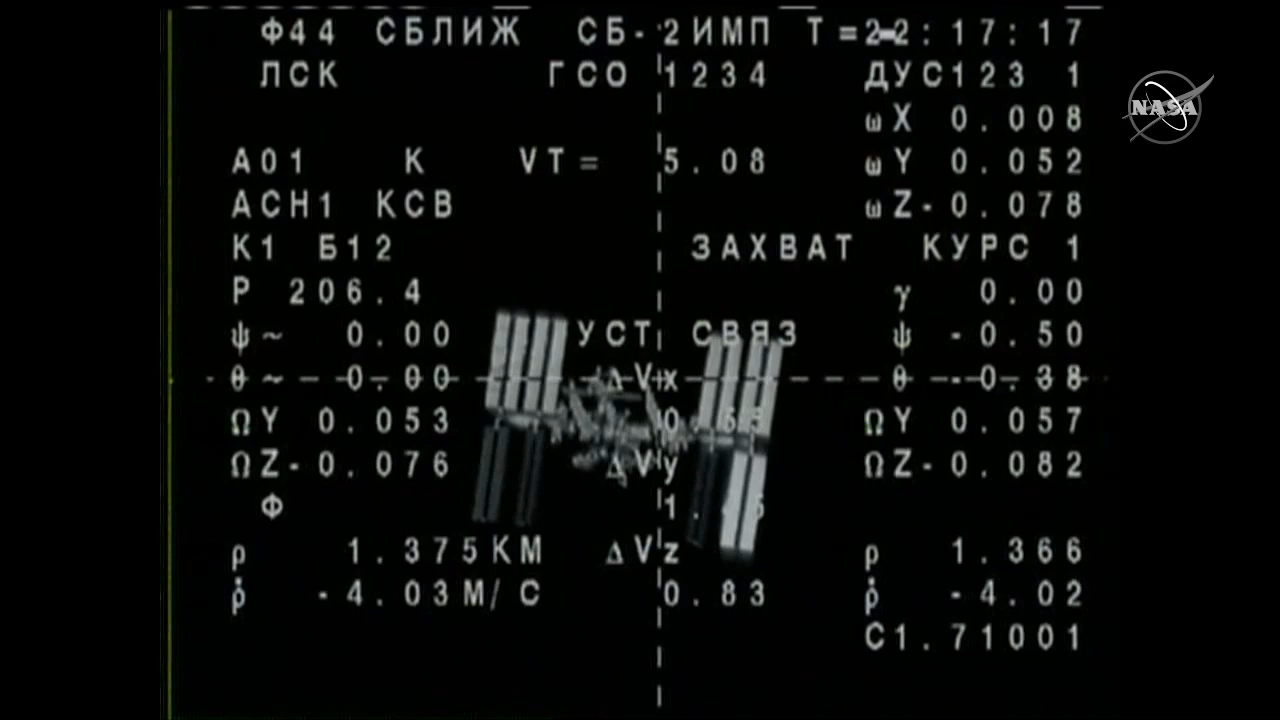 Ф44 СБЛИЖ СБ-2ИМП Т=22:17:17
ЛСК ГСО 1234 ДУС123 1
NASA
ωX 0.008
А01 К VТ= 5.08 ωY 0.052
АСН1 КСВ ωZ-0.078
К1 Б12 ЗАХВАТ КУРС 1
Р 206.4 γ 0.00
ψ~ 0.00 УСТ СВЯЗ ψ -0.50
θ ~ -0.00 ΔVx θ -0.38
ΩY 0.053 ΩY 0.057
ΩZ-0.076 ΔVy ΩZ-0.082
Ф
ρ 1.375КМ ΔVz ρ 1.366
ρ̇ -4.03М/С 0.83 ρ̇ -4.02
С1.71001